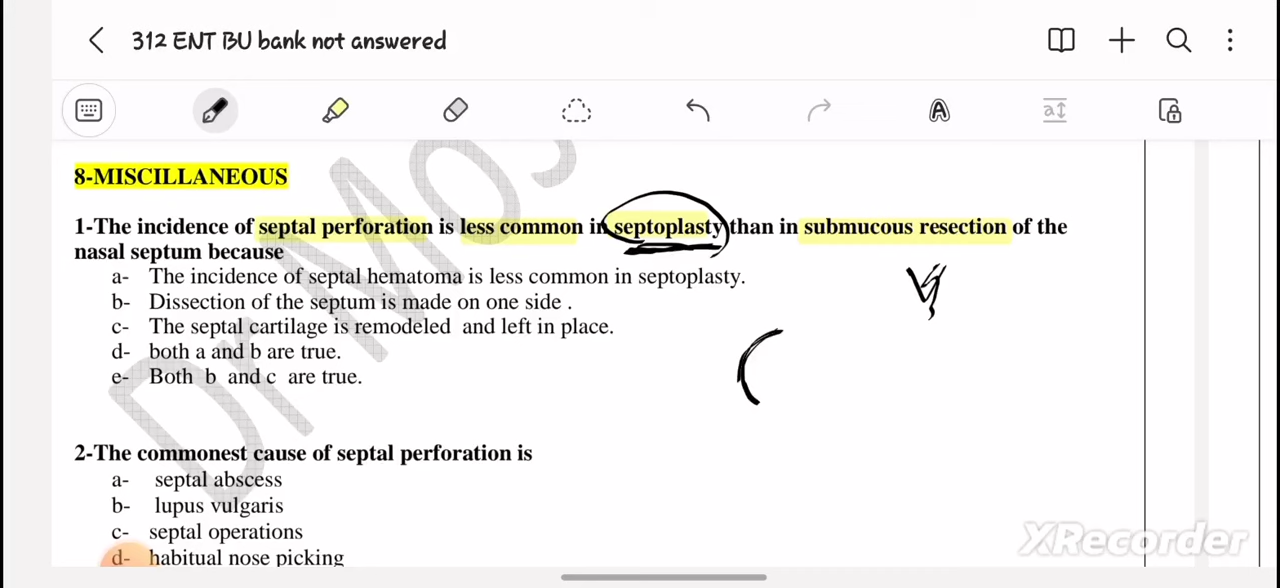 312 ENT BU bank not answered
8-MISCILLANEOUS
1-The incidence of septal perforation is less common in septoplasty than in submucous resection of the
nasal septum because
a- The incidence of septal hematoma is less common in septoplasty.
b- Dissection of the septum is made on one side .
c- The septal cartilage is remodeled and left in place.
d- both a and b are true.
e- Both b and c are true.
2-The commonest cause of septal perforation is
a- septal abscess
b- lupus vulgaris
c- septal operations
d- habitual nose picking
XRecorder